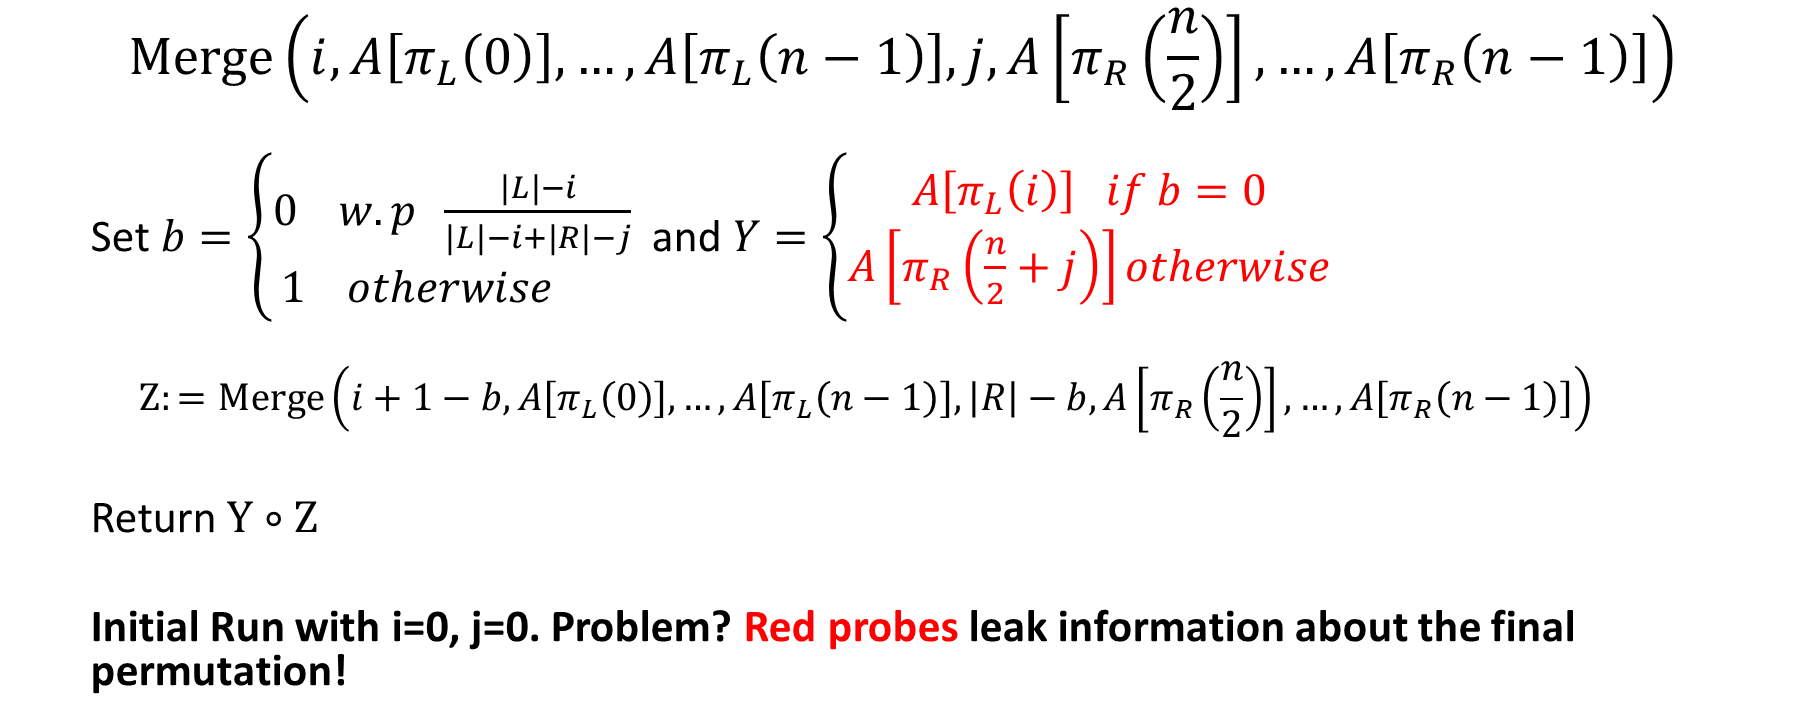 Merge (i, A[π_L(0)], … , A[π_L(n − 1)], j, A [π_R (n/2)] , … , A[π_R(n − 1)])
Set b = { 0 w. p |L|−i / |L|−i+|R|−j and Y = { A[π_L(i)] if b = 0
1 otherwise A [π_R (n/2 + j)] otherwise
Z: = Merge (i + 1 − b, A[π_L(0)], … , A[π_L(n − 1)], |R| − b, A [π_R (n/2)] , … , A[π_R(n − 1)])
Return Y ∘ Z
Initial Run with i=0, j=0. Problem? Red probes leak information about the final
permutation!